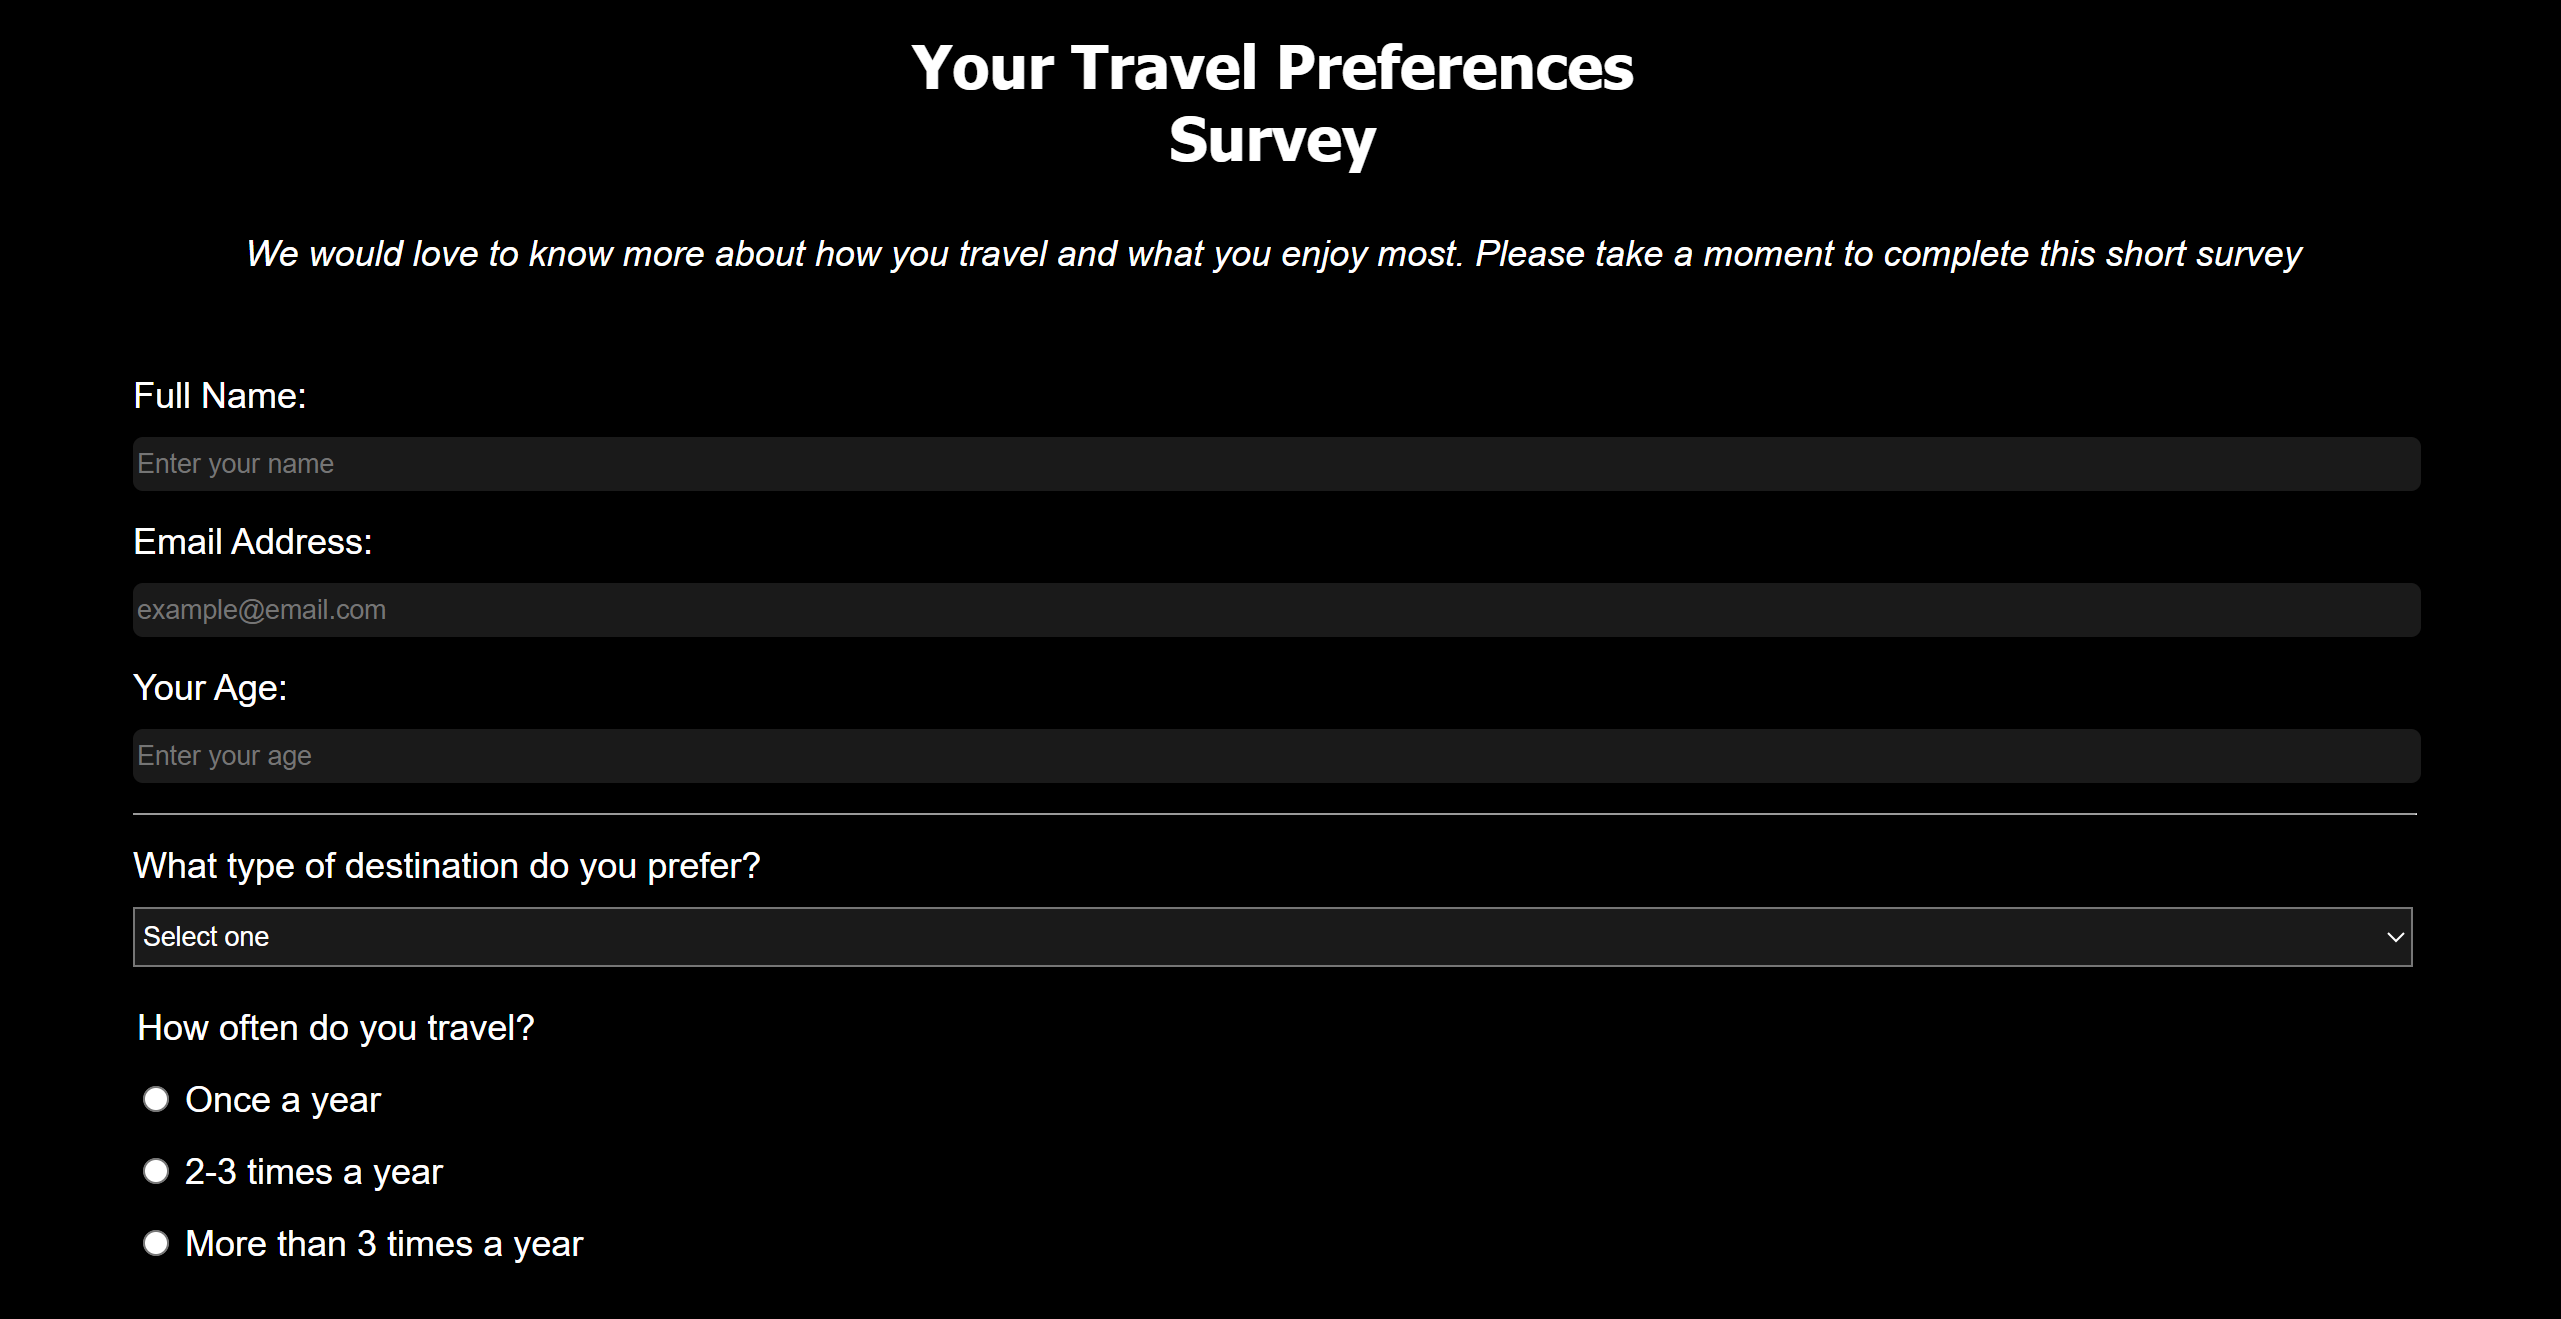 Your Travel Preferences
Survey
We would love to know more about how you travel and what you enjoy most. Please take a moment to complete this short survey
Full Name:
Enter your name
Email Address:
example@email.com
Your Age:
Enter your age
What type of destination do you prefer?
Select one
How often do you travel?
Once a year
2-3 times a year
More than 3 times a year